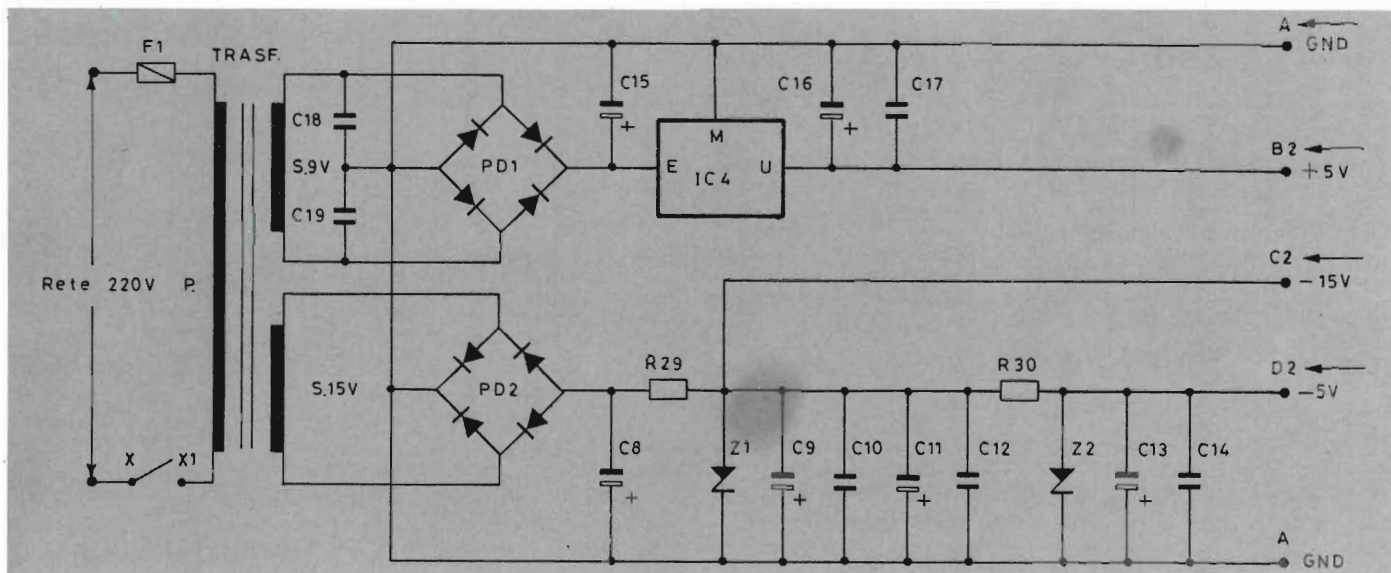 F1
TRASF.
A
GND
C15
C16
C17
C18
M
S.9V
PD1
E
IC4
U
B2
+5V
C19
Rete 220V
P.
C2
-15V
R29
R30
D2
-5V
S.15V
PD2
C8
Z1
C9
C10
C11
C12
Z2
C13
C14
X
X1
+
+
+
+
+
+
A
GND